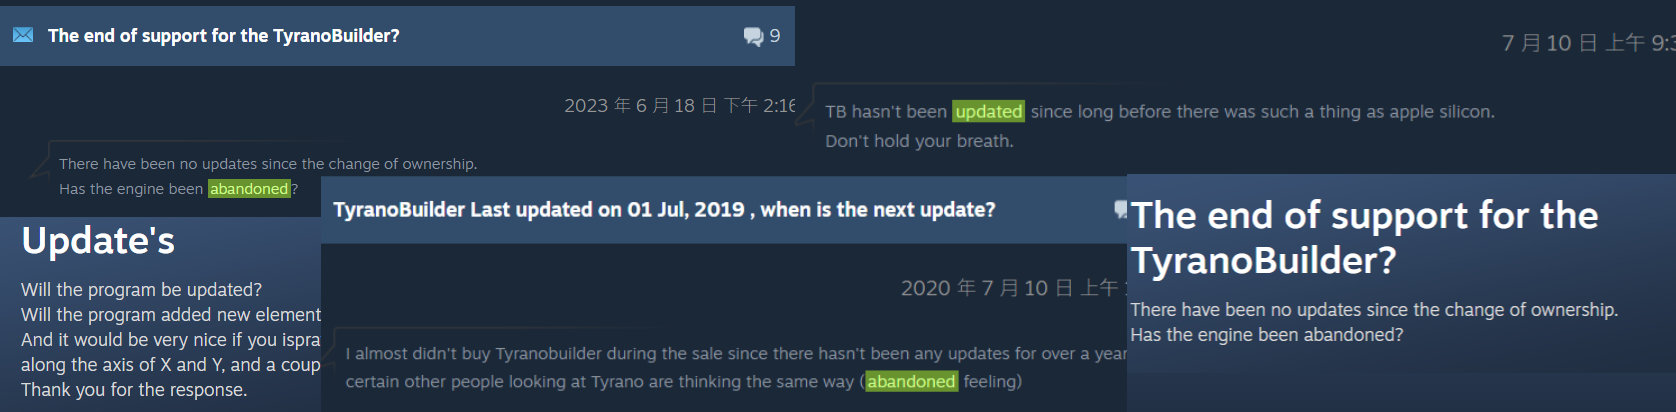 The end of support for the TyranoBuilder?
9
2023 年 6 月 18 日 下午 2:16
There have been no updates since the change of ownership.
Has the engine been abandoned?
7 月 10 日 上午 9:3
TB hasn't been updated since long before there was such a thing as apple silicon.
Don't hold your breath.
Update's
Will the program be updated?
Will the program added new element
And it would be very nice if you ispra
along the axis of X and Y, and a coup
Thank you for the response.
TyranoBuilder Last updated on 01 Jul, 2019 , when is the next update?
2020 年 7 月 10 日 上午
I almost didn't buy Tyranobuilder during the sale since there hasn't been any updates for over a year
certain other people looking at Tyrano are thinking the same way (abandoned feeling)
The end of support for the
TyranoBuilder?
There have been no updates since the change of ownership.
Has the engine been abandoned?